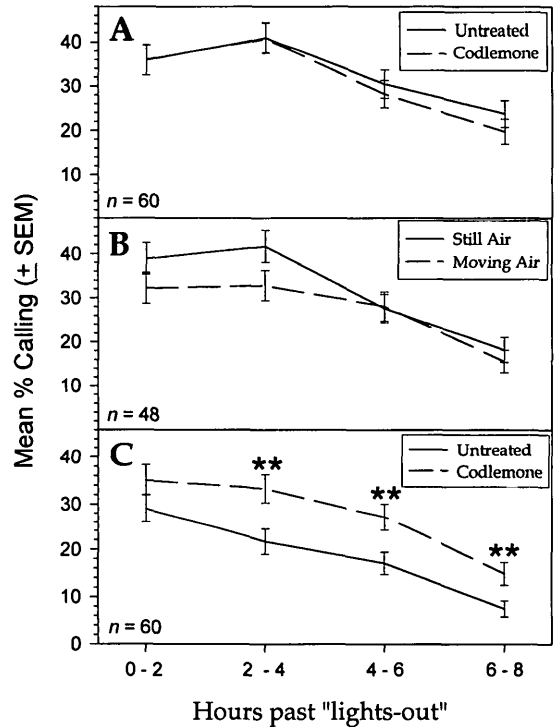 A
Untreated
Codlemone
40
30
20
10
n = 60
B
Still Air
Moving Air
40
30
20
10
n = 48
C
Untreated
Codlemone
**
**
**
40
30
20
10
0
n = 60
0 - 2
2 - 4
4 - 6
6 - 8
Mean % Calling (± SEM)
Hours past "lights-out"